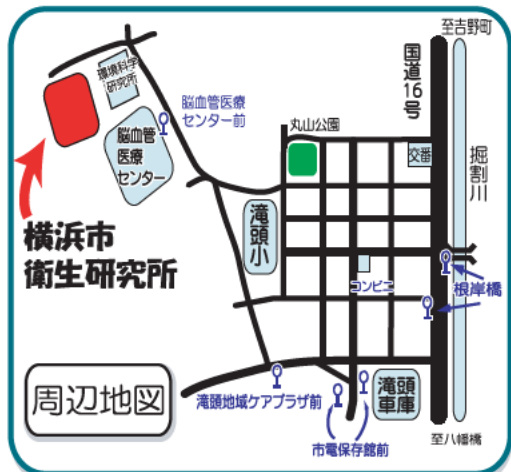 至吉野町
国道16号
環境科学
研究所
脳血管医療
センター前
丸山公園
脳血管
医療
センター
交番
堀割川
横浜市
衛生研究所
滝頭小
コンビニ
根岸橋
周辺地図
滝頭地域ケアプラザ前
滝頭
車庫
市電保存館前
至八幡橋